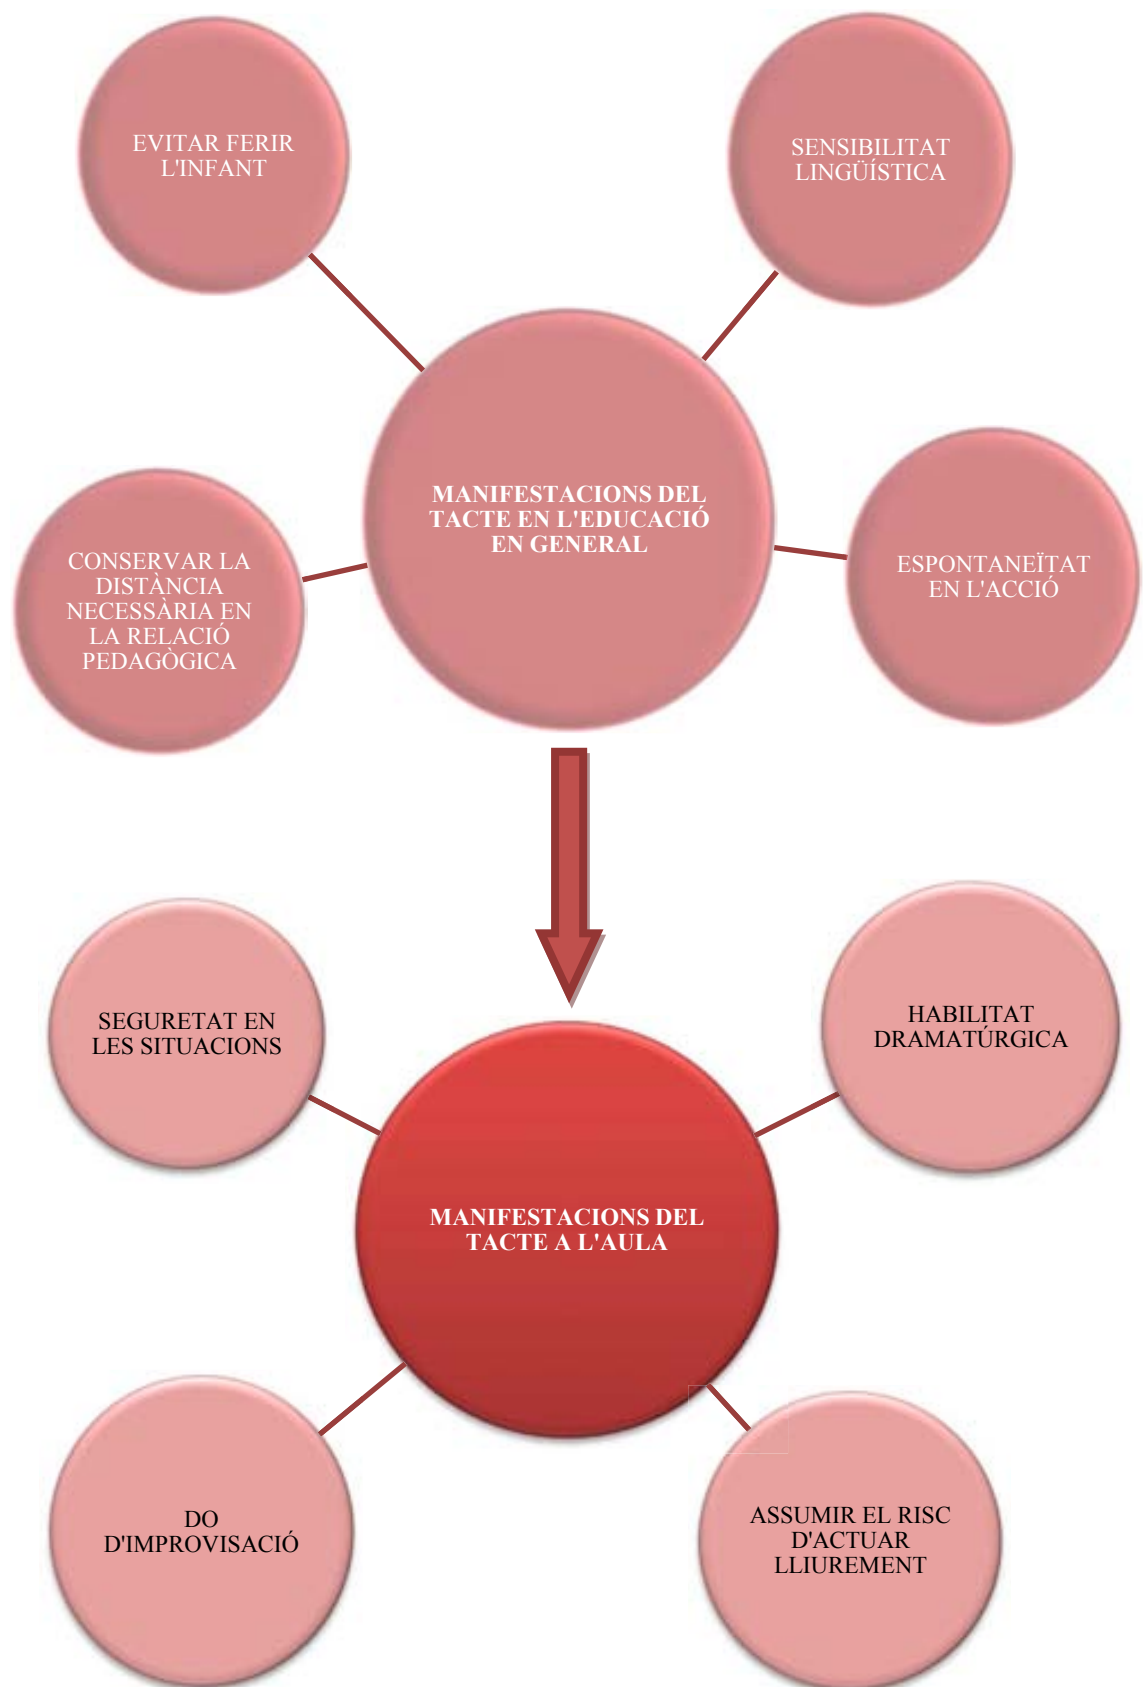 EVITAR FERIR
L'INFANT
SENSIBILITAT
LINGÜÍSTICA
MANIFESTACIONS DEL
TACTE EN L'EDUCACIÓ
EN GENERAL
CONSERVAR LA
DISTÀNCIA
NECESSÀRIA EN
LA RELACIÓ
PEDAGÒGICA
ESPONTANEÏTAT
EN L'ACCIÓ
SEGURETAT EN
LES SITUACIONS
HABILITAT
DRAMATÚRGICA
MANIFESTACIONS DEL
TACTE A L'AULA
DO
D'IMPROVISACIÓ
ASSUMIR EL RISC
D'ACTUAR
LLIUREMENT